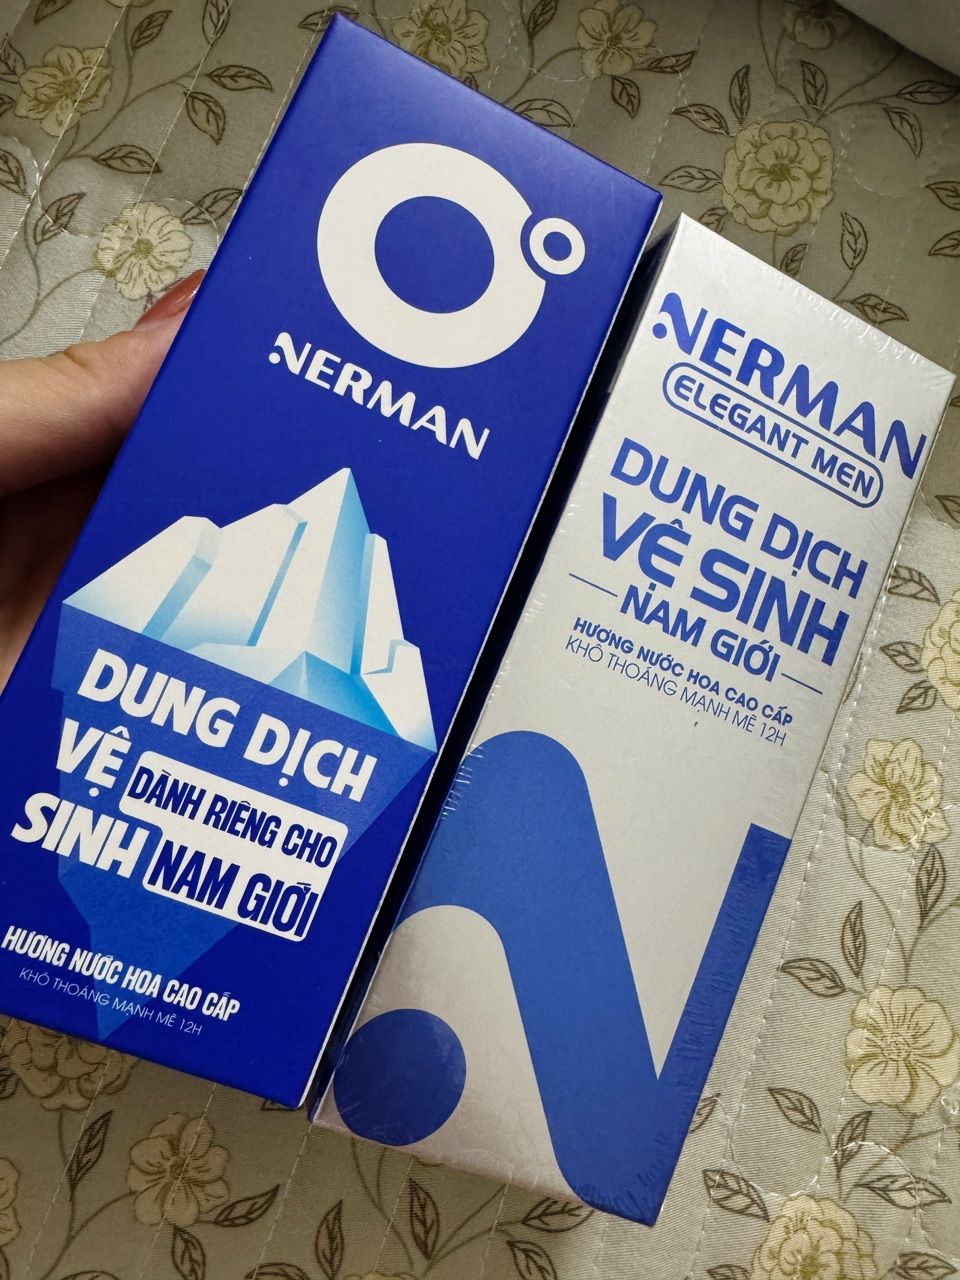 NERMAN
DUNG DỊCH
VỆ DÀNH RIÊNG CHO
SINH NAM GIỚI
HƯƠNG NƯỚC HOA CAO CẤP
KHÔ THOÁNG MẠNH MẼ 12H
NERMAN
ELEGANT MEN
DUNG DỊCH
VỆ SINH
NAM GIỚI
HƯƠNG NƯỚC HOA CAO CẤP
KHÔ THOÁNG MẠNH MẼ 12H